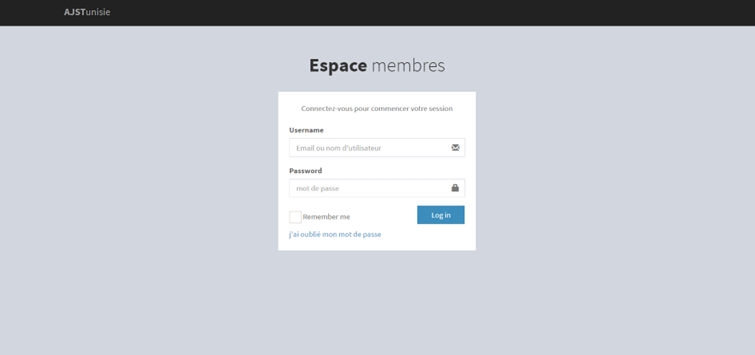 AJSTunisie
Espace membres
Connectez-vous pour commencer votre session
Username
Email ou nom d'utilisateur
Password
mot de passe
Remember me
Log in
j'ai oublié mon mot de passe